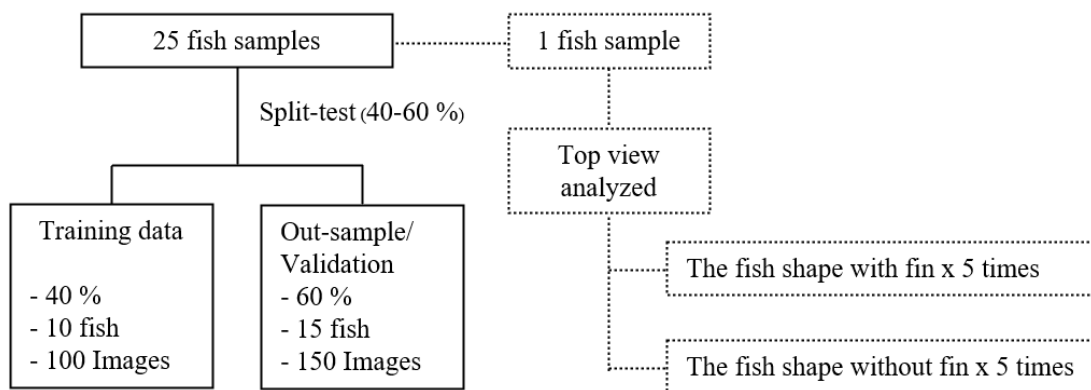 25 fish samples
1 fish sample
Split-test (40-60 %)
Top view
analyzed
Training data
- 40 %
- 10 fish
- 100 Images
Out-sample/
Validation
- 60 %
- 15 fish
- 150 Images
The fish shape with fin x 5 times
The fish shape without fin x 5 times